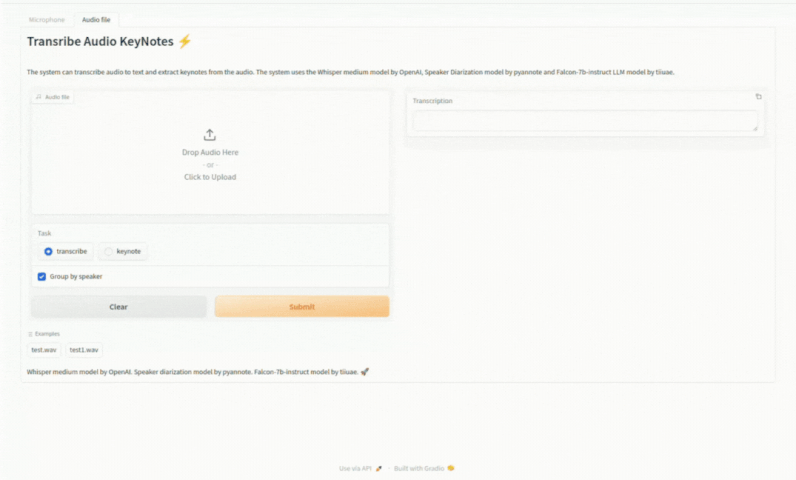 Microphone
Audio file
Transribe Audio KeyNotes ⚡
The system can transcribe audio to text and extract keynotes from the audio. The system uses the Whisper medium model by OpenAI, Speaker Diarization model by pyannote and Falcon-7b-instruct LLM model by tiiuae.
Audio file
Drop Audio Here
- or -
Click to Upload
Task
transcribe
keynote
Group by speaker
Clear
Submit
Transcription
Examples
test.wav
test1.wav
Whisper medium model by OpenAI. Speaker diarization model by pyannote. Falcon-7b-instruct model by tiiuae. 🚀
Use via API 🚀 · Built with Gradio